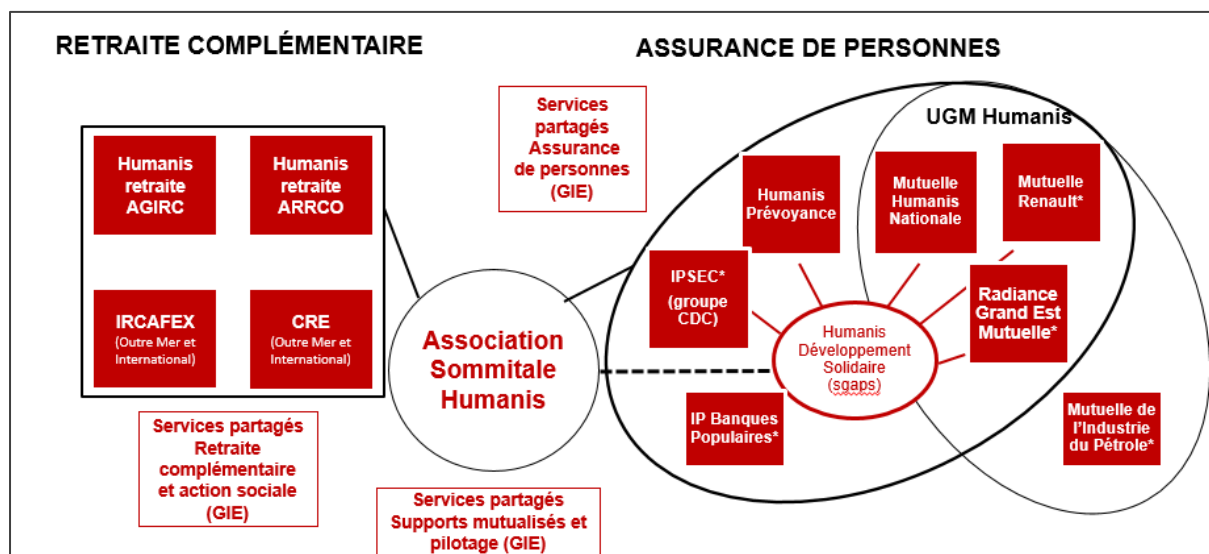 RETRAITE COMPLÉMENTAIRE
ASSURANCE DE PERSONNES
Humanis
retraite
AGIRC
Humanis
retraite
ARRCO
IRCAFEX
(Outre Mer et
International)
CRE
(Outre Mer et
International)
Services partagés
Retraite
complémentaire
et action sociale
(GIE)
Association
Sommitale
Humanis
Services partagés
Supports mutualisés et
pilotage (GIE)
Services
partagés
Assurance
de personnes
(GIE)
UGM Humanis
Humanis
Prévoyance
Mutuelle
Humanis
Nationale
Mutuelle
Renault*
IPSEC*
(groupe
CDC)
Radiance
Grand Est
Mutuelle*
Humanis
Développement
Solidaire
(sgaps)
IP Banques
Populaires*
Mutuelle de
l'Industrie
du Pétrole*